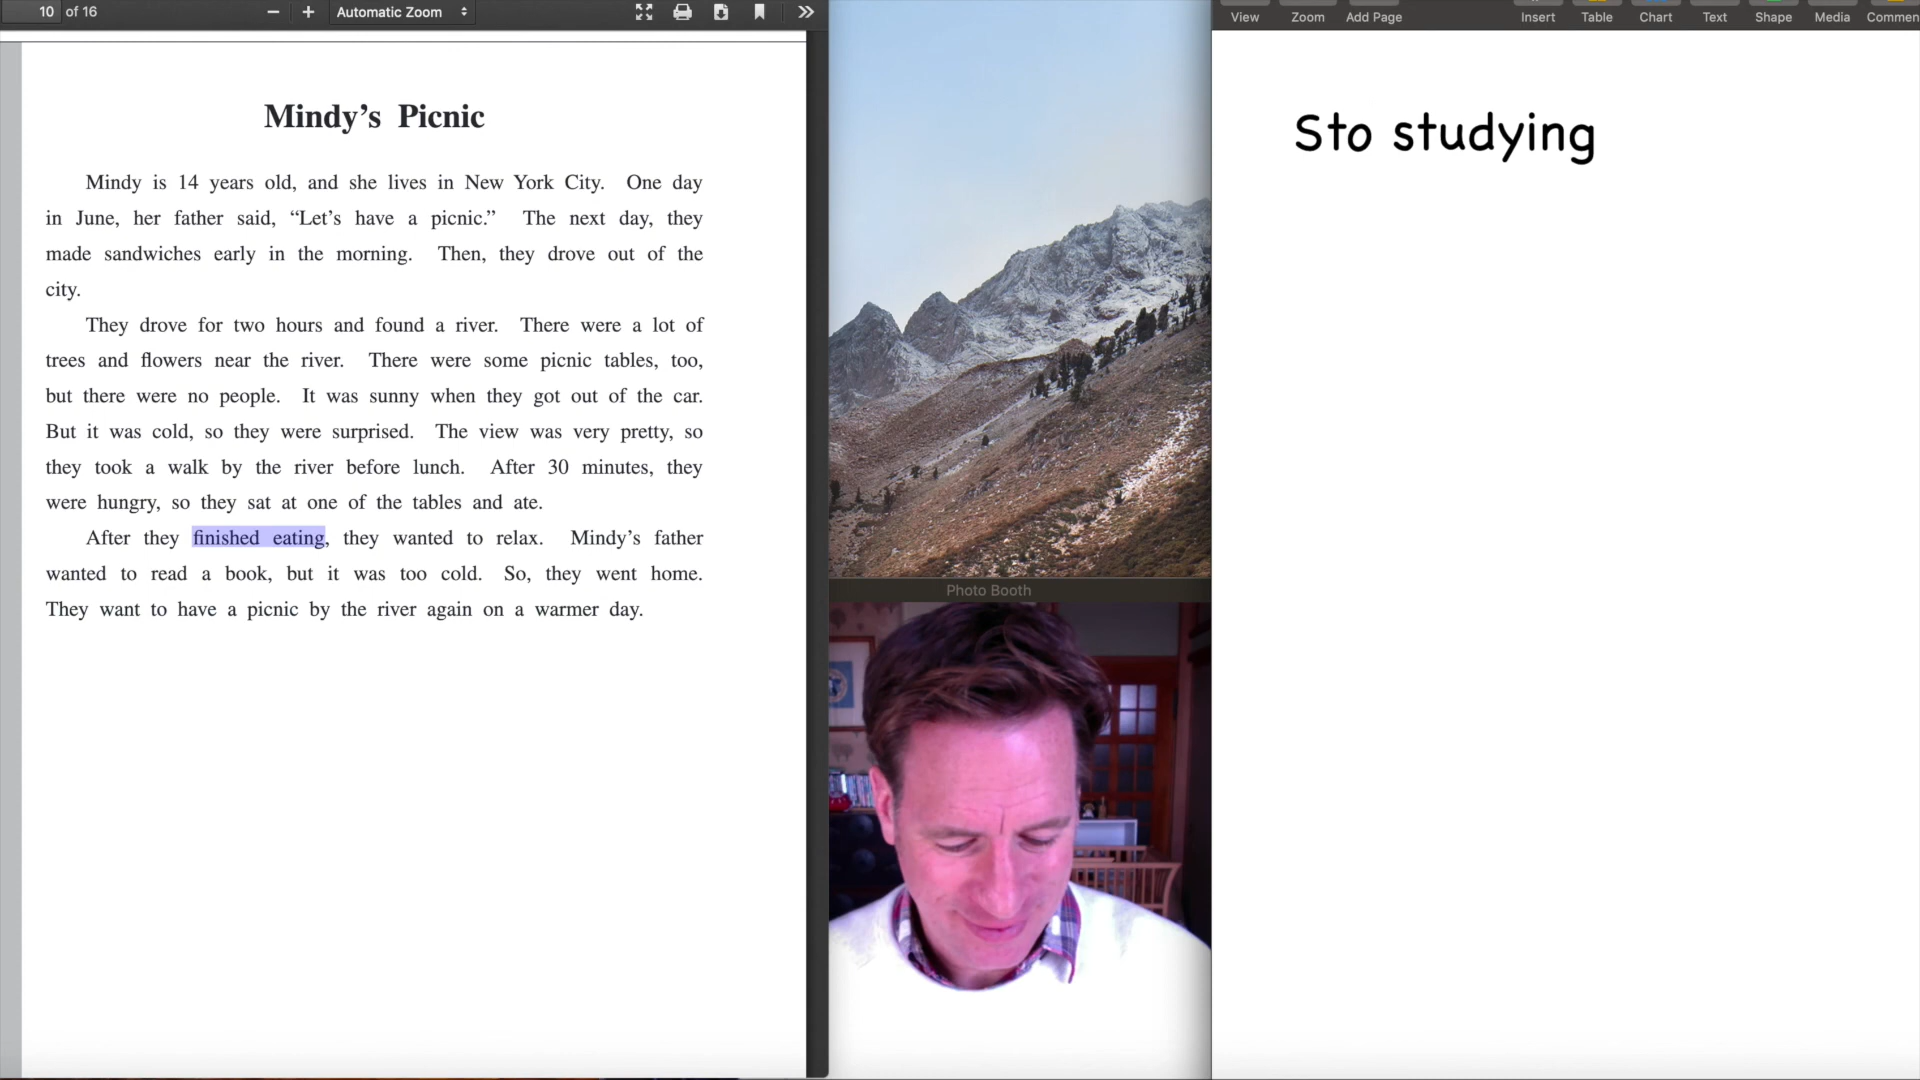 10 of 16
Automatic Zoom
View Zoom Add Page Insert Table Chart Text Shape Media Commen
Mindy's Picnic
Mindy is 14 years old, and she lives in New York City. One day
in June, her father said, “Let's have a picnic.” The next day, they
made sandwiches early in the morning. Then, they drove out of the
city.
They drove for two hours and found a river. There were a lot of
trees and flowers near the river. There were some picnic tables, too,
but there were no people. It was sunny when they got out of the car.
But it was cold, so they were surprised. The view was very pretty, so
they took a walk by the river before lunch. After 30 minutes, they
were hungry, so they sat at one of the tables and ate.
After they finished eating, they wanted to relax. Mindy's father
wanted to read a book, but it was too cold. So, they went home.
They want to have a picnic by the river again on a warmer day.
Photo Booth
Sto studying